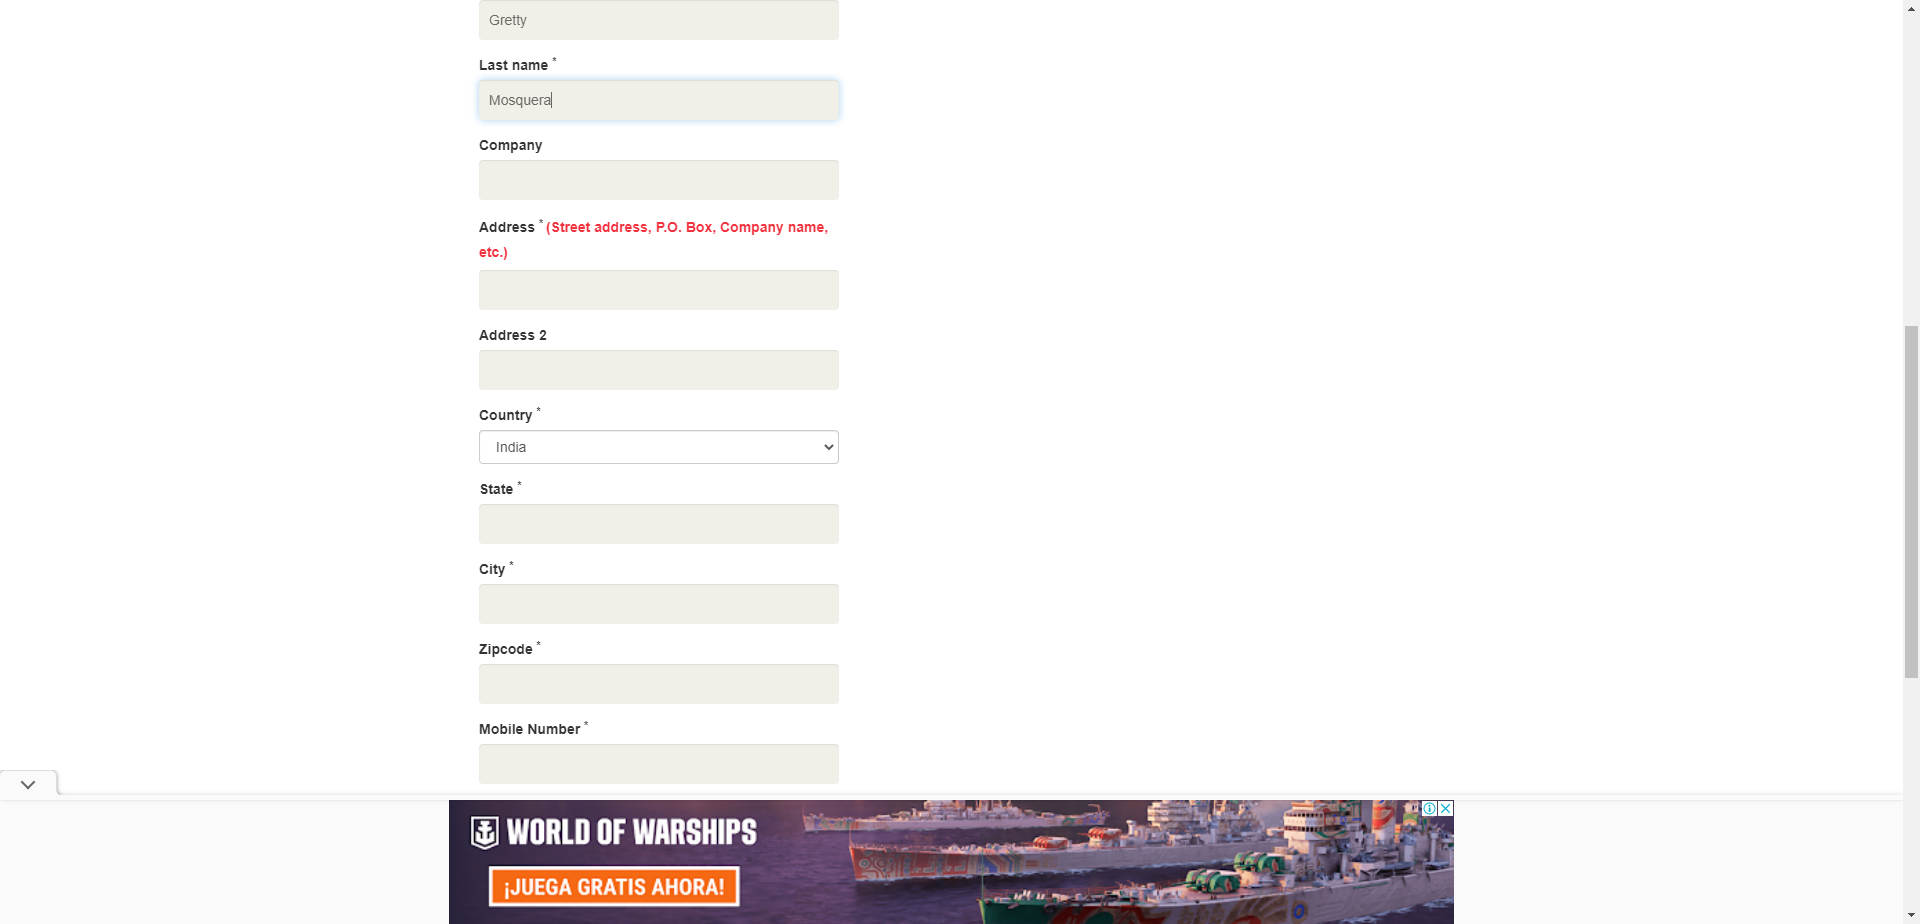 Gretty
Last name *
Mosquera
Company
Address * (Street address, P.O. Box, Company name,
etc.)
Address 2
Country *
India
State *
City *
Zipcode *
Mobile Number *
WORLD OF WARSHIPS
¡JUEGA GRATIS AHORA!